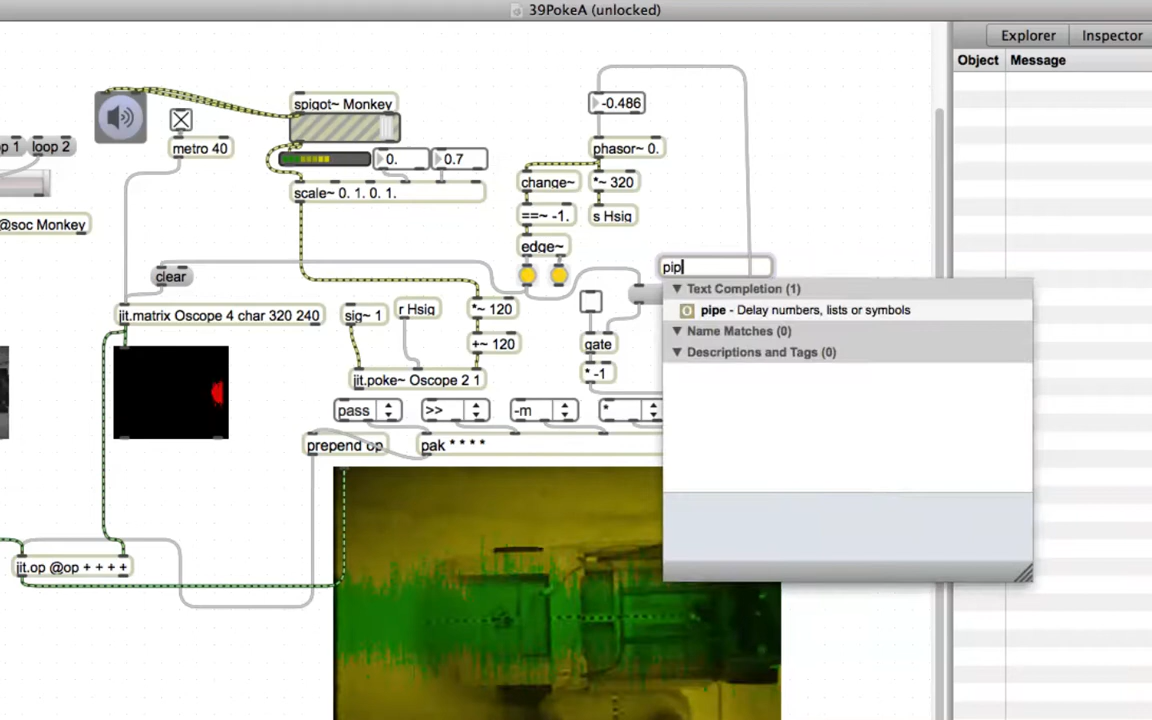 39PokeA (unlocked)
Explorer
Inspector
Object
Message
-0.486
spigot~ Monkey
p 1
loop 2
metro 40
phasor~ 0.
0.
0.7
change~
*~ 320
scale~ 0. 1. 0. 1.
==~ -1.
s Hsig
@soc Monkey
edge~
pip
clear
Text Completion (1)
pipe - Delay numbers, lists or symbols
Name Matches (0)
Descriptions and Tags (0)
jit.matrix Oscope 4 char 320 240
sig~ 1
r Hsig
*~ 120
+~ 120
gate
* -1
jit.poke~ Oscope 2 1
pass
>>
-m
*
prepend op
pak * * * *
jit.op @op + + + +